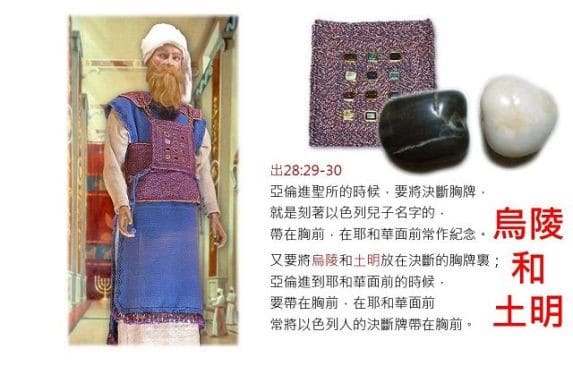 出28:29-30
亞倫進聖所的時候，要將決斷胸牌，
就是刻著以色列兒子名字的，
帶在胸前，在耶和華面前常作紀念。
又要將烏陵和土明放在決斷的胸牌裏；
亞倫進到耶和華面前的時候，
要帶在胸前，在耶和華面前
常將以色列人的決斷牌帶在胸前。
烏陵
和
土明